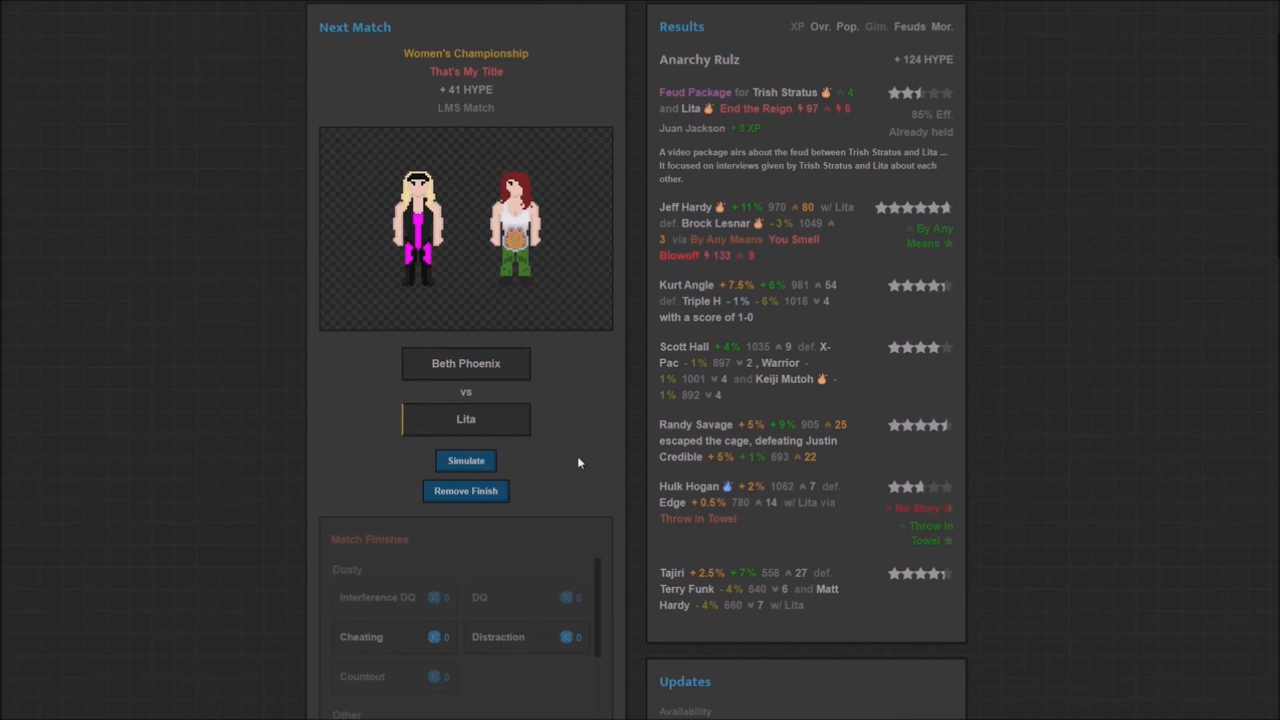 Next Match
Women's Championship
That's My Title
+ 41 HYPE
LMS Match
Beth Phoenix
vs
Lita
Simulate
Remove Finish
Match Finishes
Dusty
Interference DQ 0 DQ 0
Cheating 0 Distraction 0
Countout 0
Other
Results XP Ovr. Pop. Gim. Feuds Mor.
Anarchy Rulz + 124 HYPE
Feud Package for Trish Stratus 4
and Lita End the Reign 97 6
85% Eff.
Juan Jackson + 8 XP
Already held
A video package airs about the feud between Trish Stratus and Lita ...
It focused on interviews given by Trish Stratus and Lita about each
other.
Jeff Hardy + 11% 970 80 w/ Lita
def. Brock Lesnar - 3% 1049
3 via By Any Means You Smell
Blowoff 133 8
By Any
Means
Kurt Angle + 7.5% + 6% 981 54
def. Triple H - 1% - 6% 1018 4
with a score of 1-0
Scott Hall + 4% 1035 9 def. X-
Pac - 1% 897 2 , Warrior -
1% 1001 4 and Keiji Mutoh -
1% 892 4
Randy Savage + 5% + 9% 905 25
escaped the cage, defeating Justin
Credible + 5% + 1% 693 22
Hulk Hogan + 2% 1062 7 def.
Edge + 0.5% 780 14 w/ Lita via
Throw In Towel
No Story
Throw In
Towel
Tajiri + 2.5% + 7% 558 27 def.
Terry Funk - 4% 640 6 and Matt
Hardy - 4% 660 7 w/ Lita
Updates
Availability